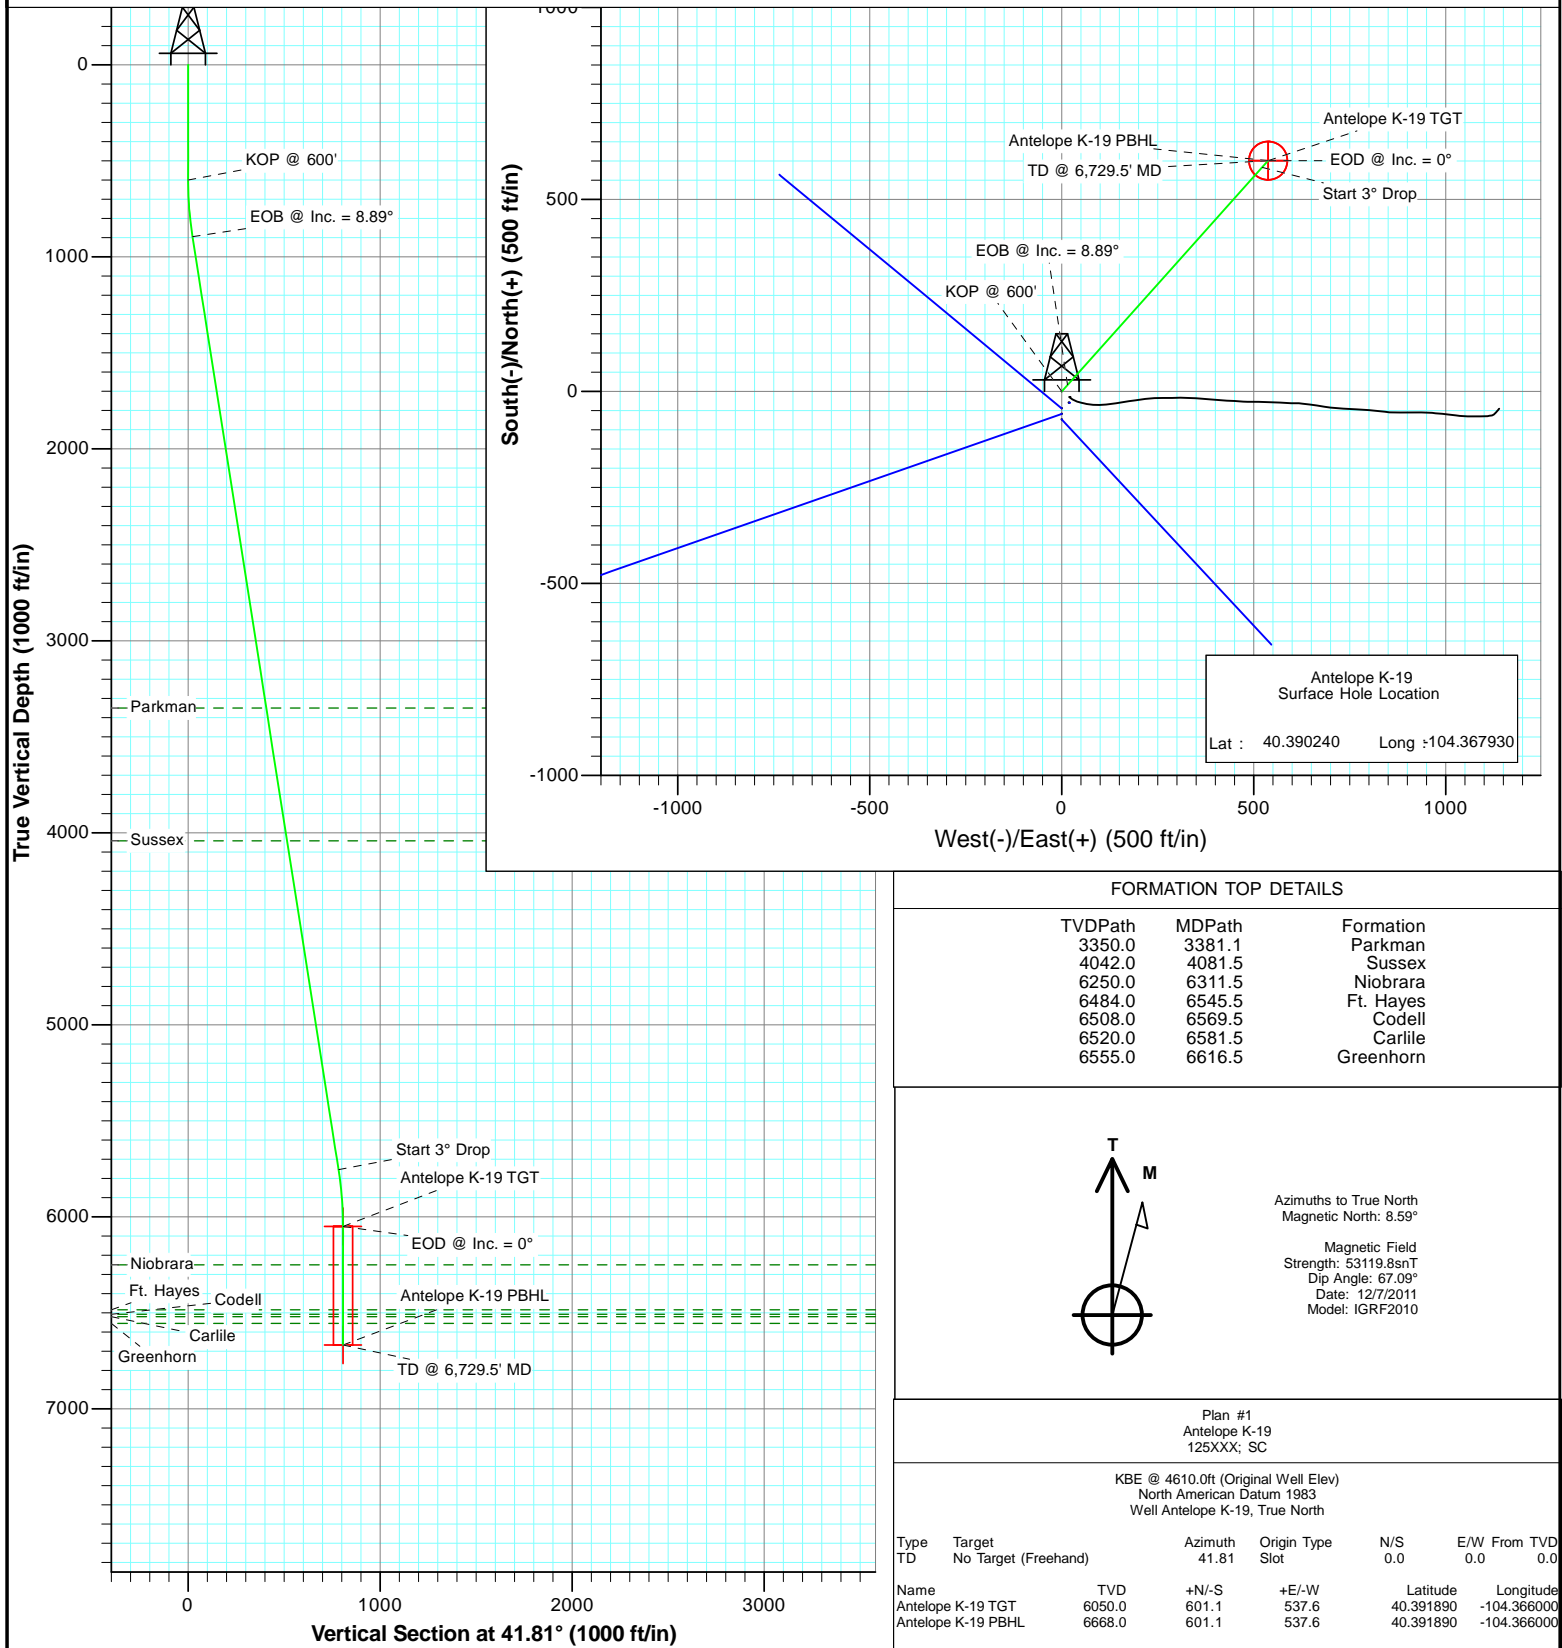 0
1000
2000
3000
4000
5000
6000
7000
True Vertical Depth (1000 ft/in)
KOP @ 600'
EOB @ Inc. = 8.89°
Parkman
Sussex
Start 3° Drop
Antelope K-19 TGT
EOD @ Inc. = 0°
Niobrara
Ft. Hayes
Codell
Antelope K-19 PBHL
Carlile
Greenhorn
TD @ 6,729.5' MD
0
1000
2000
3000
Vertical Section at 41.81° (1000 ft/in)
1000
500
0
-500
-1000
South(-)/North(+) (500 ft/in)
Antelope K-19 TGT
Antelope K-19 PBHL
EOD @ Inc. = 0°
TD @ 6,729.5' MD
Start 3° Drop
EOB @ Inc. = 8.89°
KOP @ 600'
Antelope K-19
Surface Hole Location
Lat : 40.390240 Long :-104.367930
-1000
-500
0
500
1000
West(-)/East(+) (500 ft/in)
FORMATION TOP DETAILS
TVDPath MDPath Formation
3350.0 3381.1 Parkman
4042.0 4081.5 Sussex
6250.0 6311.5 Niobrara
6484.0 6545.5 Ft. Hayes
6508.0 6569.5 Codell
6520.0 6581.5 Carlile
6555.0 6616.5 Greenhorn
T
M
Azimuths to True North
Magnetic North: 8.59°
Magnetic Field
Strength: 53119.8snT
Dip Angle: 67.09°
Date: 12/7/2011
Model: IGRF2010
Plan #1
Antelope K-19
125XXX; SC
KBE @ 4610.0ft (Original Well Elev)
North American Datum 1983
Well Antelope K-19, True North
Type Target Azimuth Origin Type N/S E/W From TVD
TD No Target (Freehand) 41.81 Slot 0.0 0.0 0.0
Name TVD +N/-S +E/-W Latitude Longitude
Antelope K-19 TGT 6050.0 601.1 537.6 40.391890 -104.366000
Antelope K-19 PBHL 6668.0 601.1 537.6 40.391890 -104.366000